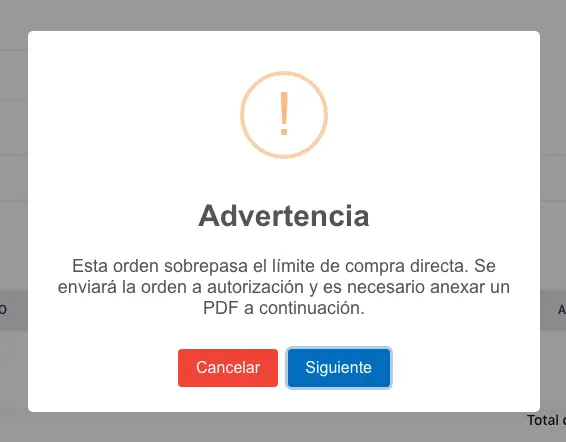 !
Advertencia
Esta orden sobrepasa el límite de compra directa. Se
enviará la orden a autorización y es necesario anexar un
PDF a continuación.
O
A
Cancelar
Siguiente
Total